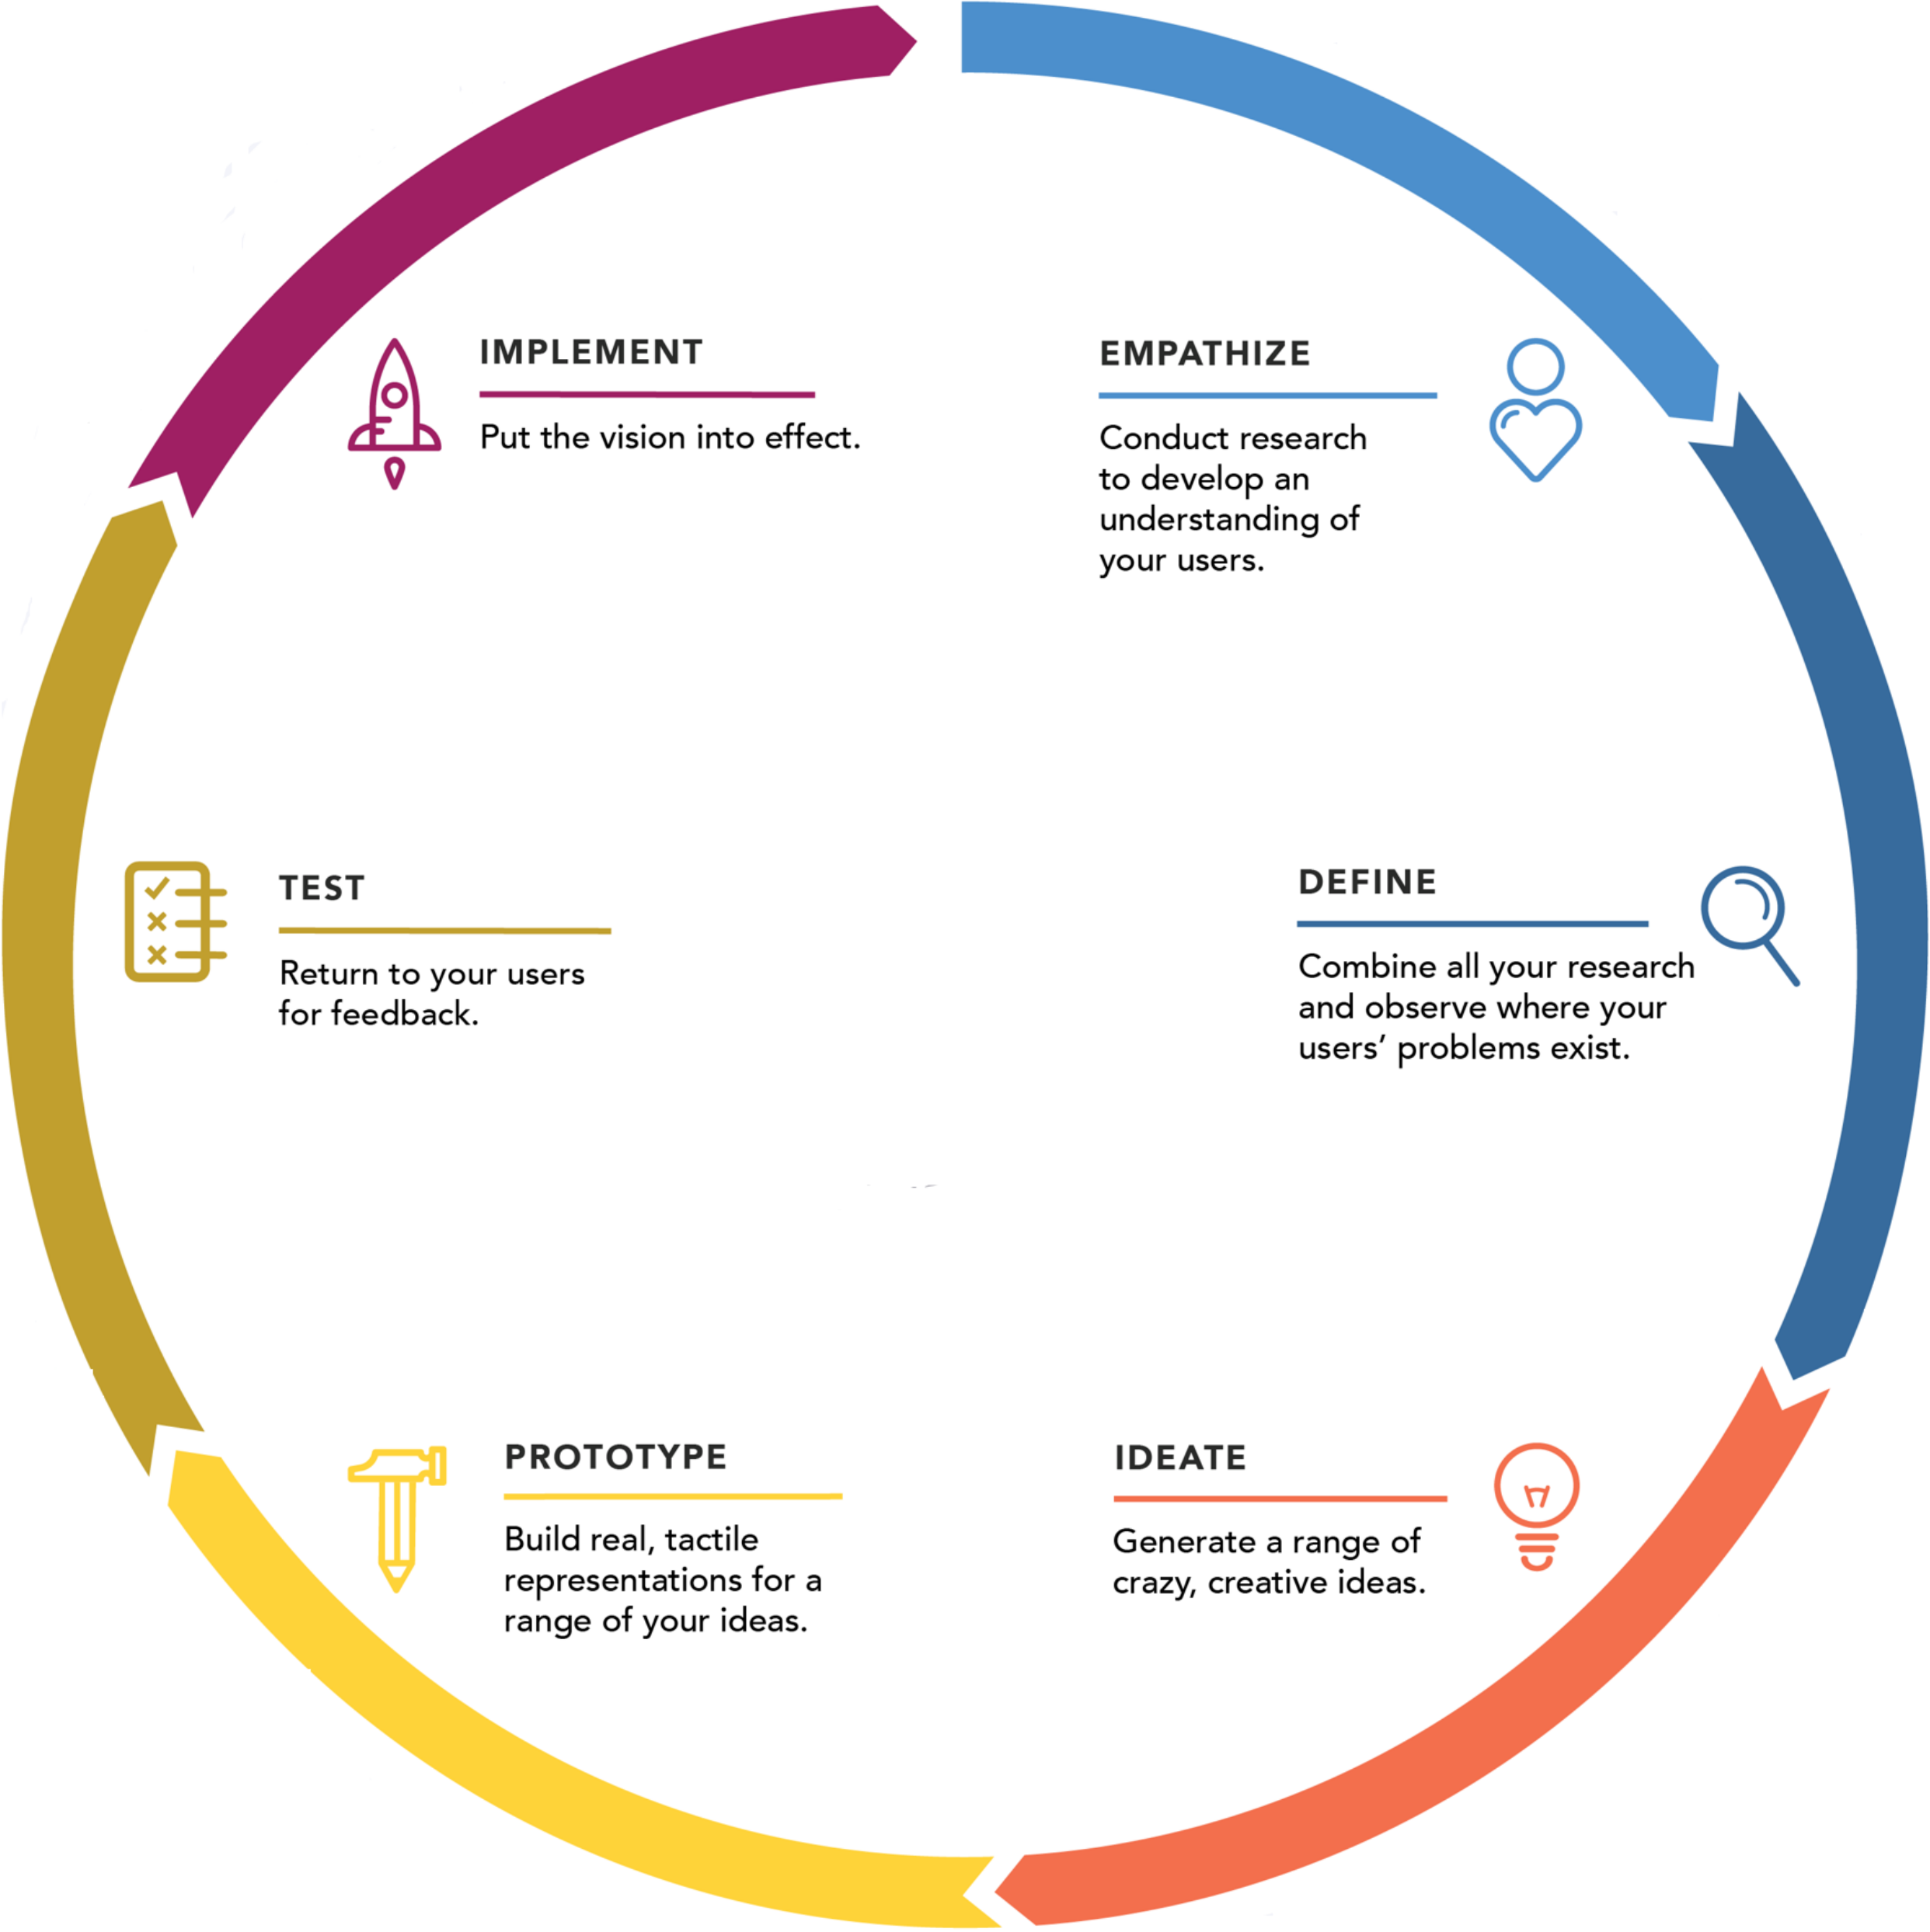 EMPATHIZE
Conduct research
to develop an
understanding of
your users.
DEFINE
Combine all your research
and observe where your
users’ problems exist.
IDEATE
Generate a range of
crazy, creative ideas.
PROTOTYPE
Build real, tactile
representations for a
range of your ideas.
TEST
Return to your users
for feedback.
IMPLEMENT
Put the vision into effect.